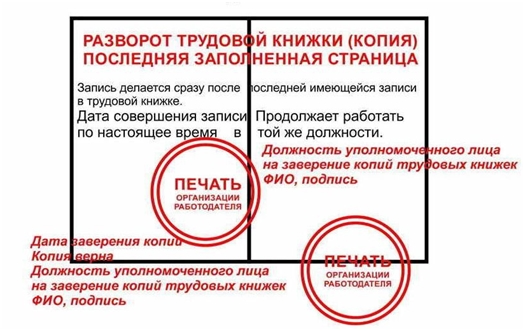 РАЗВОРОТ ТРУДОВОЙ КНИЖКИ (КОПИЯ)
ПОСЛЕДНЯЯ ЗАПОЛНЕННАЯ СТРАНИЦА
Запись делается сразу после последней имеющейся записи
в трудовой книжке.
Дата совершения записи Продолжает работать
по настоящее время в той же должности.
Должность уполномоченного лица
на заверение копий трудовых книжек
ФИО, подпись
ПЕЧАТЬ
ОРГАНИЗАЦИИ
РАБОТОДАТЕЛЯ
Дата заверения копии
Копия верна
Должность уполномоченного лица
на заверение копий трудовых книжек
ФИО, подпись
ПЕЧАТЬ
ОРГАНИЗАЦИИ
РАБОТОДАТЕЛЯ